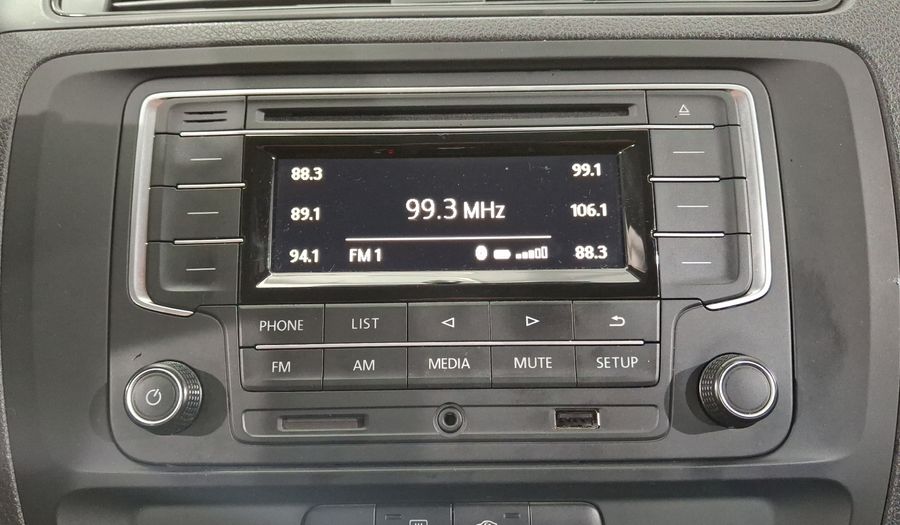 88.3
99.1
89.1
99.3 MHz
106.1
94.1
FM 1
88.3
PHONE
LIST
FM
AM
MEDIA
MUTE
SETUP